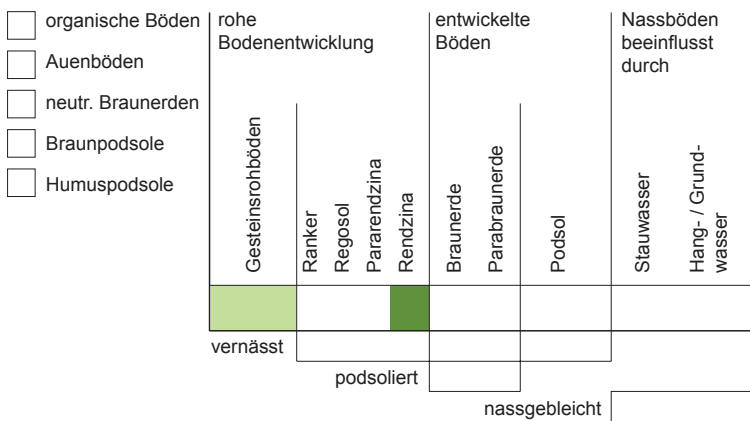 organische Böden
Auenböden
neutr. Braunerden
Braunpodsole
Humuspodsole
rohe
Bodenentwicklung
entwickelte
Böden
Nassböden
beeinflusst
durch
Gesteinsrohböden
Ranker
Regosol
Pararendzina
Rendzina
Braunerde
Parabraunerde
Podsol
Stauwasser
Hang- / Grund-
wasser
vernässt
podsoliert
nassgebleicht